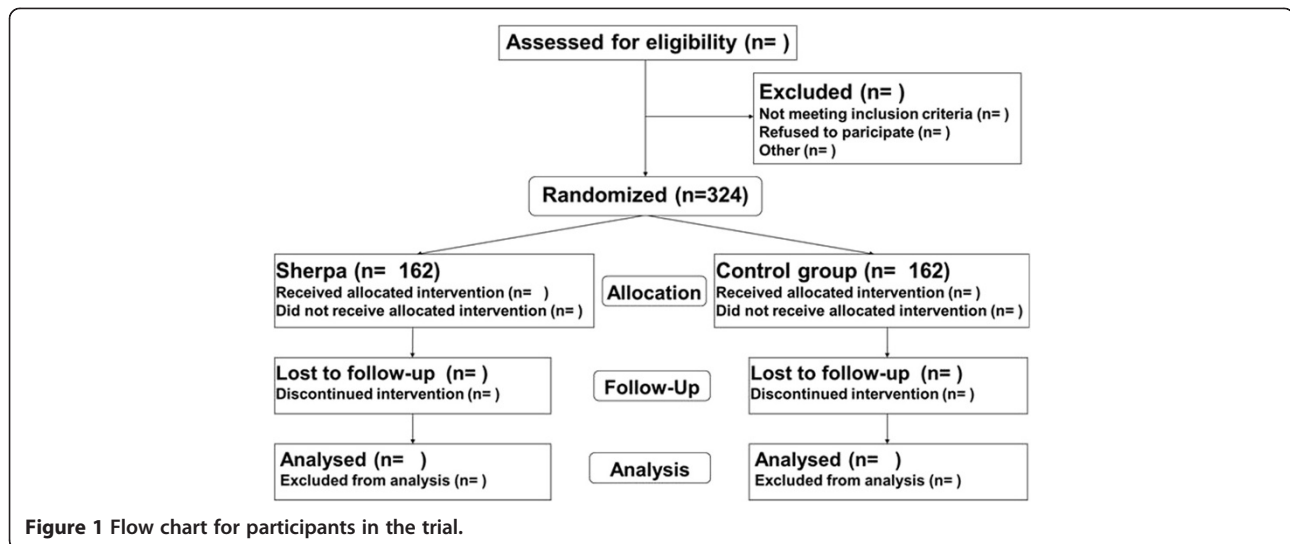 Assessed for eligibility (n= )
Excluded (n= )
Not meeting inclusion criteria (n= )
Refused to paricipate (n= )
Other (n= )
Randomized (n=324)
Sherpa (n= 162)
Received allocated intervention (n= )
Did not receive allocated intervention (n= )
Allocation
Control group (n= 162)
Received allocated intervention (n= )
Did not receive allocated intervention (n= )
Lost to follow-up (n= )
Discontinued intervention (n= )
Follow-Up
Lost to follow-up (n= )
Discontinued intervention (n= )
Analysed (n= )
Excluded from analysis (n= )
Analysis
Analysed (n= )
Excluded from analysis (n= )
Figure 1 Flow chart for participants in the trial.